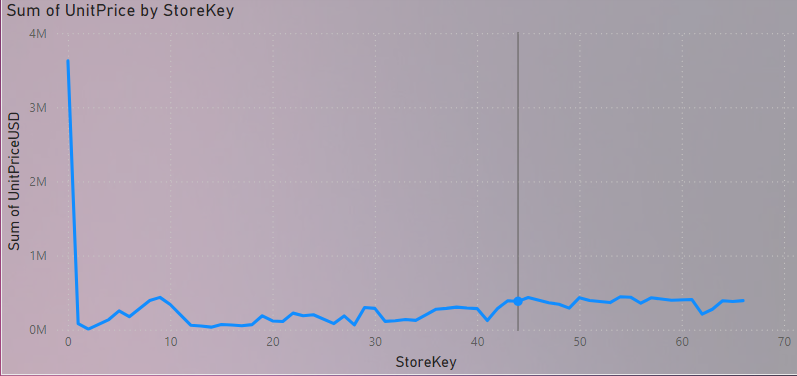 Sum of UnitPrice by StoreKey
4M
3M
2M
1M
0M
Sum of UnitPriceUSD
0 10 20 30 40 50 60 70
StoreKey